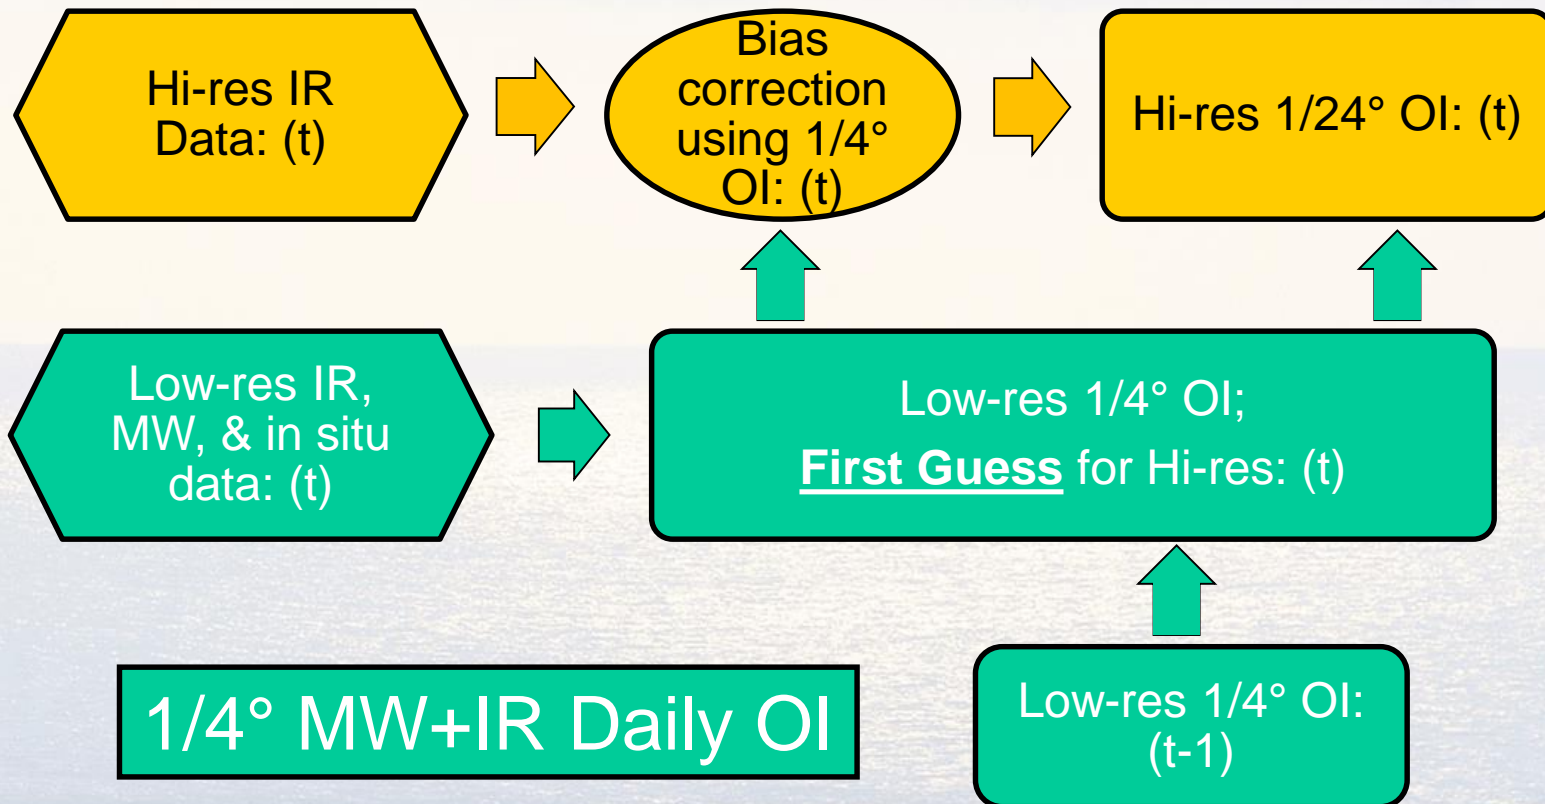 Hi-res IR
Data: (t)
Bias
correction
using 1/4°
OI: (t)
Hi-res 1/24° OI: (t)
Low-res IR,
MW, & in situ
data: (t)
Low-res 1/4° OI;
First Guess for Hi-res: (t)
1/4° MW+IR Daily OI
Low-res 1/4° OI:
(t-1)